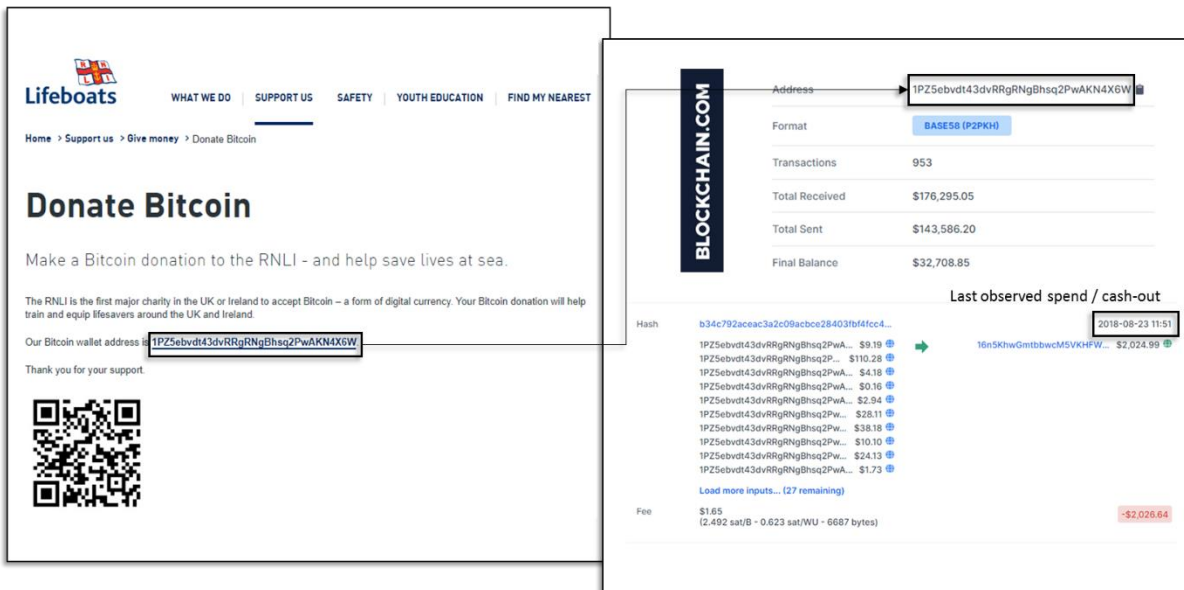 Lifeboats
WHAT WE DO | SUPPORT US | SAFETY | YOUTH EDUCATION | FIND MY NEAREST
Home > Support us > Give money > Donate Bitcoin
Donate Bitcoin
Make a Bitcoin donation to the RNLI - and help save lives at sea.
The RNLI is the first major charity in the UK or Ireland to accept Bitcoin – a form of digital currency. Your Bitcoin donation will help
train and equip lifesavers around the UK and Ireland.
Our Bitcoin wallet address is 1PZ5ebvdt43dvRRgRNgBhsq2PwAKN4X6W.
Thank you for your support.
BLOCKCHAIN.COM
Address 1PZ5ebvdt43dvRRgRNgBhsq2PwAKN4X6W
Format BASE58 (P2PKH)
Transactions 953
Total Received $176,295.05
Total Sent $143,586.20
Final Balance $32,708.85
Last observed spend / cash-out
Hash b34c792aceac3a2c09acbce28403fbf4fcc4... 2018-08-23 11:51
1PZ5ebvdt43dvRRgRNgBhsq2PwA... $9.19 16n5KhwGmtbbwcM5VKHFW... $2,024.99
1PZ5ebvdt43dvRRgRNgBhsq2P... $110.28
1PZ5ebvdt43dvRRgRNgBhsq2PwA... $4.18
1PZ5ebvdt43dvRRgRNgBhsq2PwA... $0.16
1PZ5ebvdt43dvRRgRNgBhsq2PwA... $2.94
1PZ5ebvdt43dvRRgRNgBhsq2Pw... $28.11
1PZ5ebvdt43dvRRgRNgBhsq2Pw... $38.18
1PZ5ebvdt43dvRRgRNgBhsq2Pw... $10.10
1PZ5ebvdt43dvRRgRNgBhsq2Pw... $24.13
1PZ5ebvdt43dvRRgRNgBhsq2PwA... $1.73
Load more inputs... (27 remaining)
Fee $1.65
(2.492 sat/B - 0.623 sat/WU - 6687 bytes)
-$2,026.64